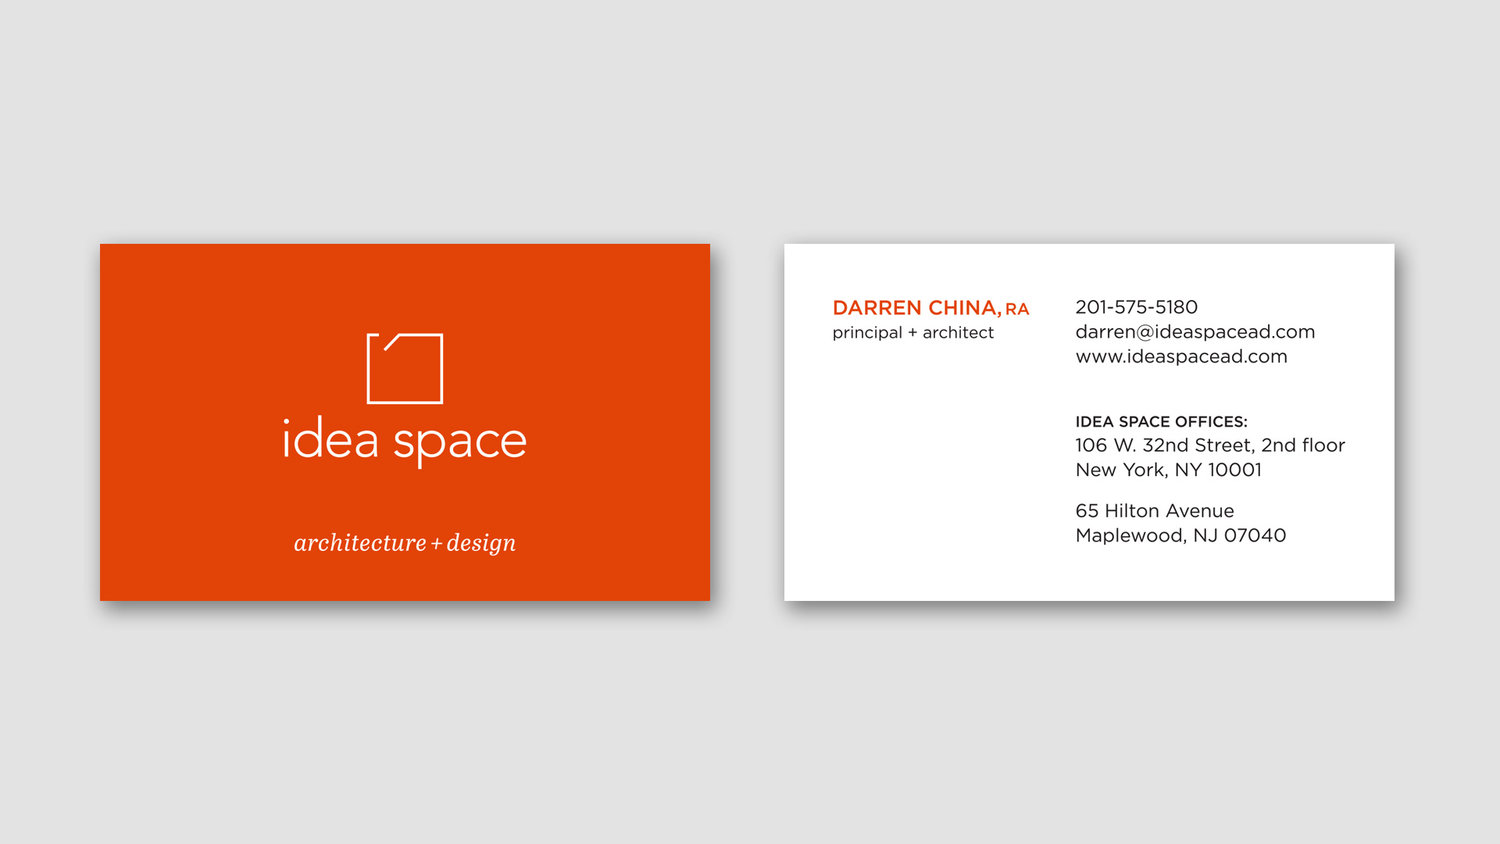 idea space
architecture + design
DARREN CHINA, RA
principal + architect
201-575-5180
darren@ideaspacead.com
www.ideaspacead.com
IDEA SPACE OFFICES:
106 W. 32nd Street, 2nd floor
New York, NY 10001
65 Hilton Avenue
Maplewood, NJ 07040